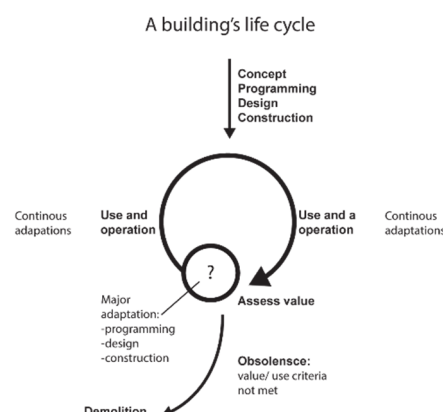 A building's life cycle
Concept
Programming
Design
Construction
Continous
adapations
Use and
operation
Use and a
operation
Continous
adaptations
?
Major
adaptation:
-programming
-design
-construction
Assess value
Obsolensce:
value/ use criteria
not met
Demolition